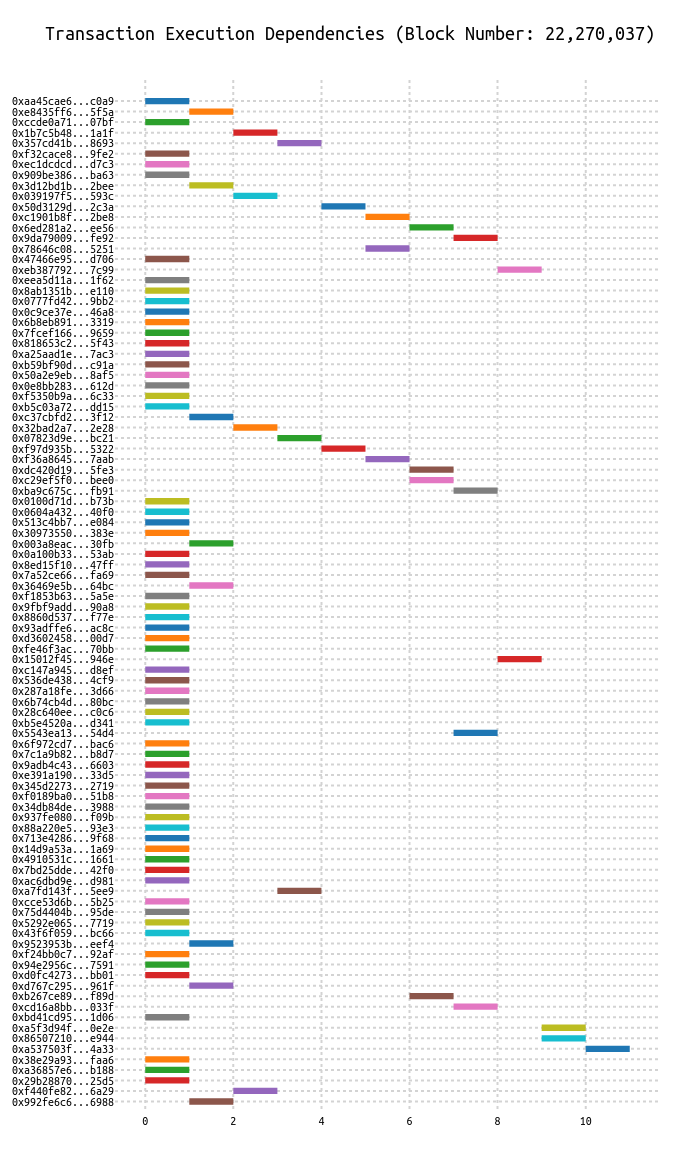 Transaction Execution Dependencies (Block Number: 22,270,037)
0xaa45cae6...c0a9
0xe8435ff6...5f5a
0xccde0a71...07bf
0x1b7c5b48...1a1f
0x357cd41b...8693
0xf32cace8...9fe2
0xec1dcdcd...d7c3
0x909be386...ba63
0x3d12bd1b...2bee
0x039197f5...593c
0x50d3129d...2c3a
0xc1901b8f...2be8
0x6ed281a2...ee56
0x9da79009...fe92
0x78646c08...5251
0x47466e95...d706
0xeb387792...7c99
0xeea5d11a...1f62
0x8ab1351b...e110
0x0777fd42...9bb2
0x0c9ce37e...46a8
0x6b8eb891...3319
0x7fcef166...9659
0x818653c2...5f43
0xa25aad1e...7ac3
0xb59bf90d...c91a
0x50a2e9eb...8af5
0x0e8bb283...612d
0xf5350b9a...6c33
0xb5c03a72...dd15
0xc37cbfd2...3f12
0x32bad2a7...2e28
0x07823d9e...bc21
0xf97d935b...5322
0xf36a8645...7aab
0xdc420d19...5fe3
0xc29ef5f0...bee0
0xba9c675c...fb91
0x0100d71d...b73b
0x0604a432...40f0
0x513c4bb7...e084
0x30973550...383e
0x003a8eac...30fb
0x0a100b33...53ab
0x8ed15f10...47ff
0x7a52ce66...fa69
0x36469e5b...64bc
0xf1853b63...5a5e
0x9fbf9add...90a8
0x8860d537...f77e
0x93adffe6...ac8c
0xd3602458...00d7
0xfe46f3ac...70bb
0x15012f45...946e
0xc147a945...d8ef
0x536de438...4cf9
0x287a18fe...3d66
0x6b74cb4d...80bc
0x28c640ee...c0c6
0xb5e4520a...d341
0x5543ea13...54d4
0x6f972cd7...bac6
0x7c1a9b82...b8d7
0x9adb4c43...6603
0xe391a190...33d5
0x345d2273...2719
0xf0189ba0...51b8
0x34db84de...3988
0x937fe080...f09b
0x88a220e5...93e3
0x713e4286...9f68
0x14d9a53a...1a69
0x4910531c...1661
0x7bd25dde...42f0
0xac6dbd9e...d981
0xa7fd143f...5ee9
0xcce53d6b...5b25
0x75d4404b...95de
0x5292e065...7719
0x43f6f059...bc66
0x9523953b...eef4
0xf24bb0c7...92af
0x94e2956c...7591
0xd0fc4273...bb01
0xd767c295...961f
0xb267ce89...f89d
0xcd16a8bb...033f
0xbd41cd95...1d06
0xa5f3d94f...0e2e
0x86507210...e944
0xa537503f...4a33
0x38e29a93...faa6
0xa36857e6...b188
0x29b28870...25d5
0xf440fe82...6a29
0x992fe6c6...6988
0 2 4 6 8 10